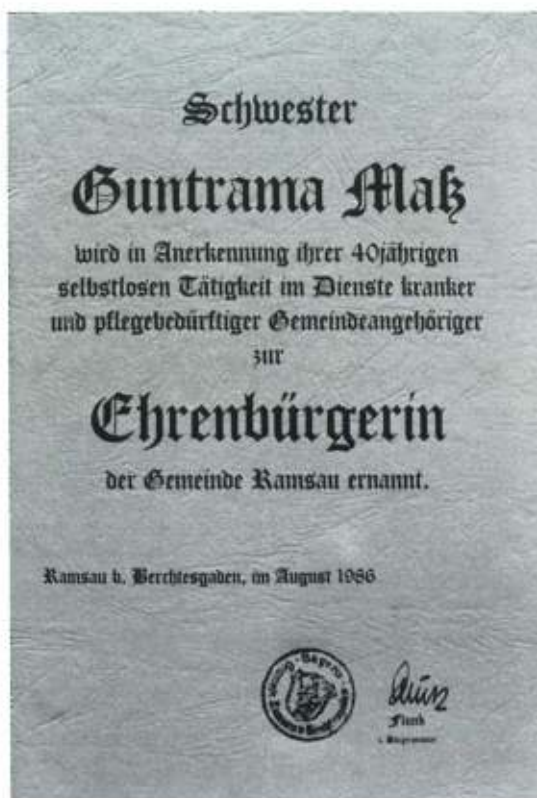 Schwester
Guntrama Maß
wird in Anerkennung ihrer 40jährigen
selbstlosen Tätigkeit im Dienste kranker
und pflegebedürftiger Gemeindeangehöriger
zur
Ehrenbürgerin
der Gemeinde Ramsau ernannt.
Ramsau b. Berchtesgaden, im August 1986